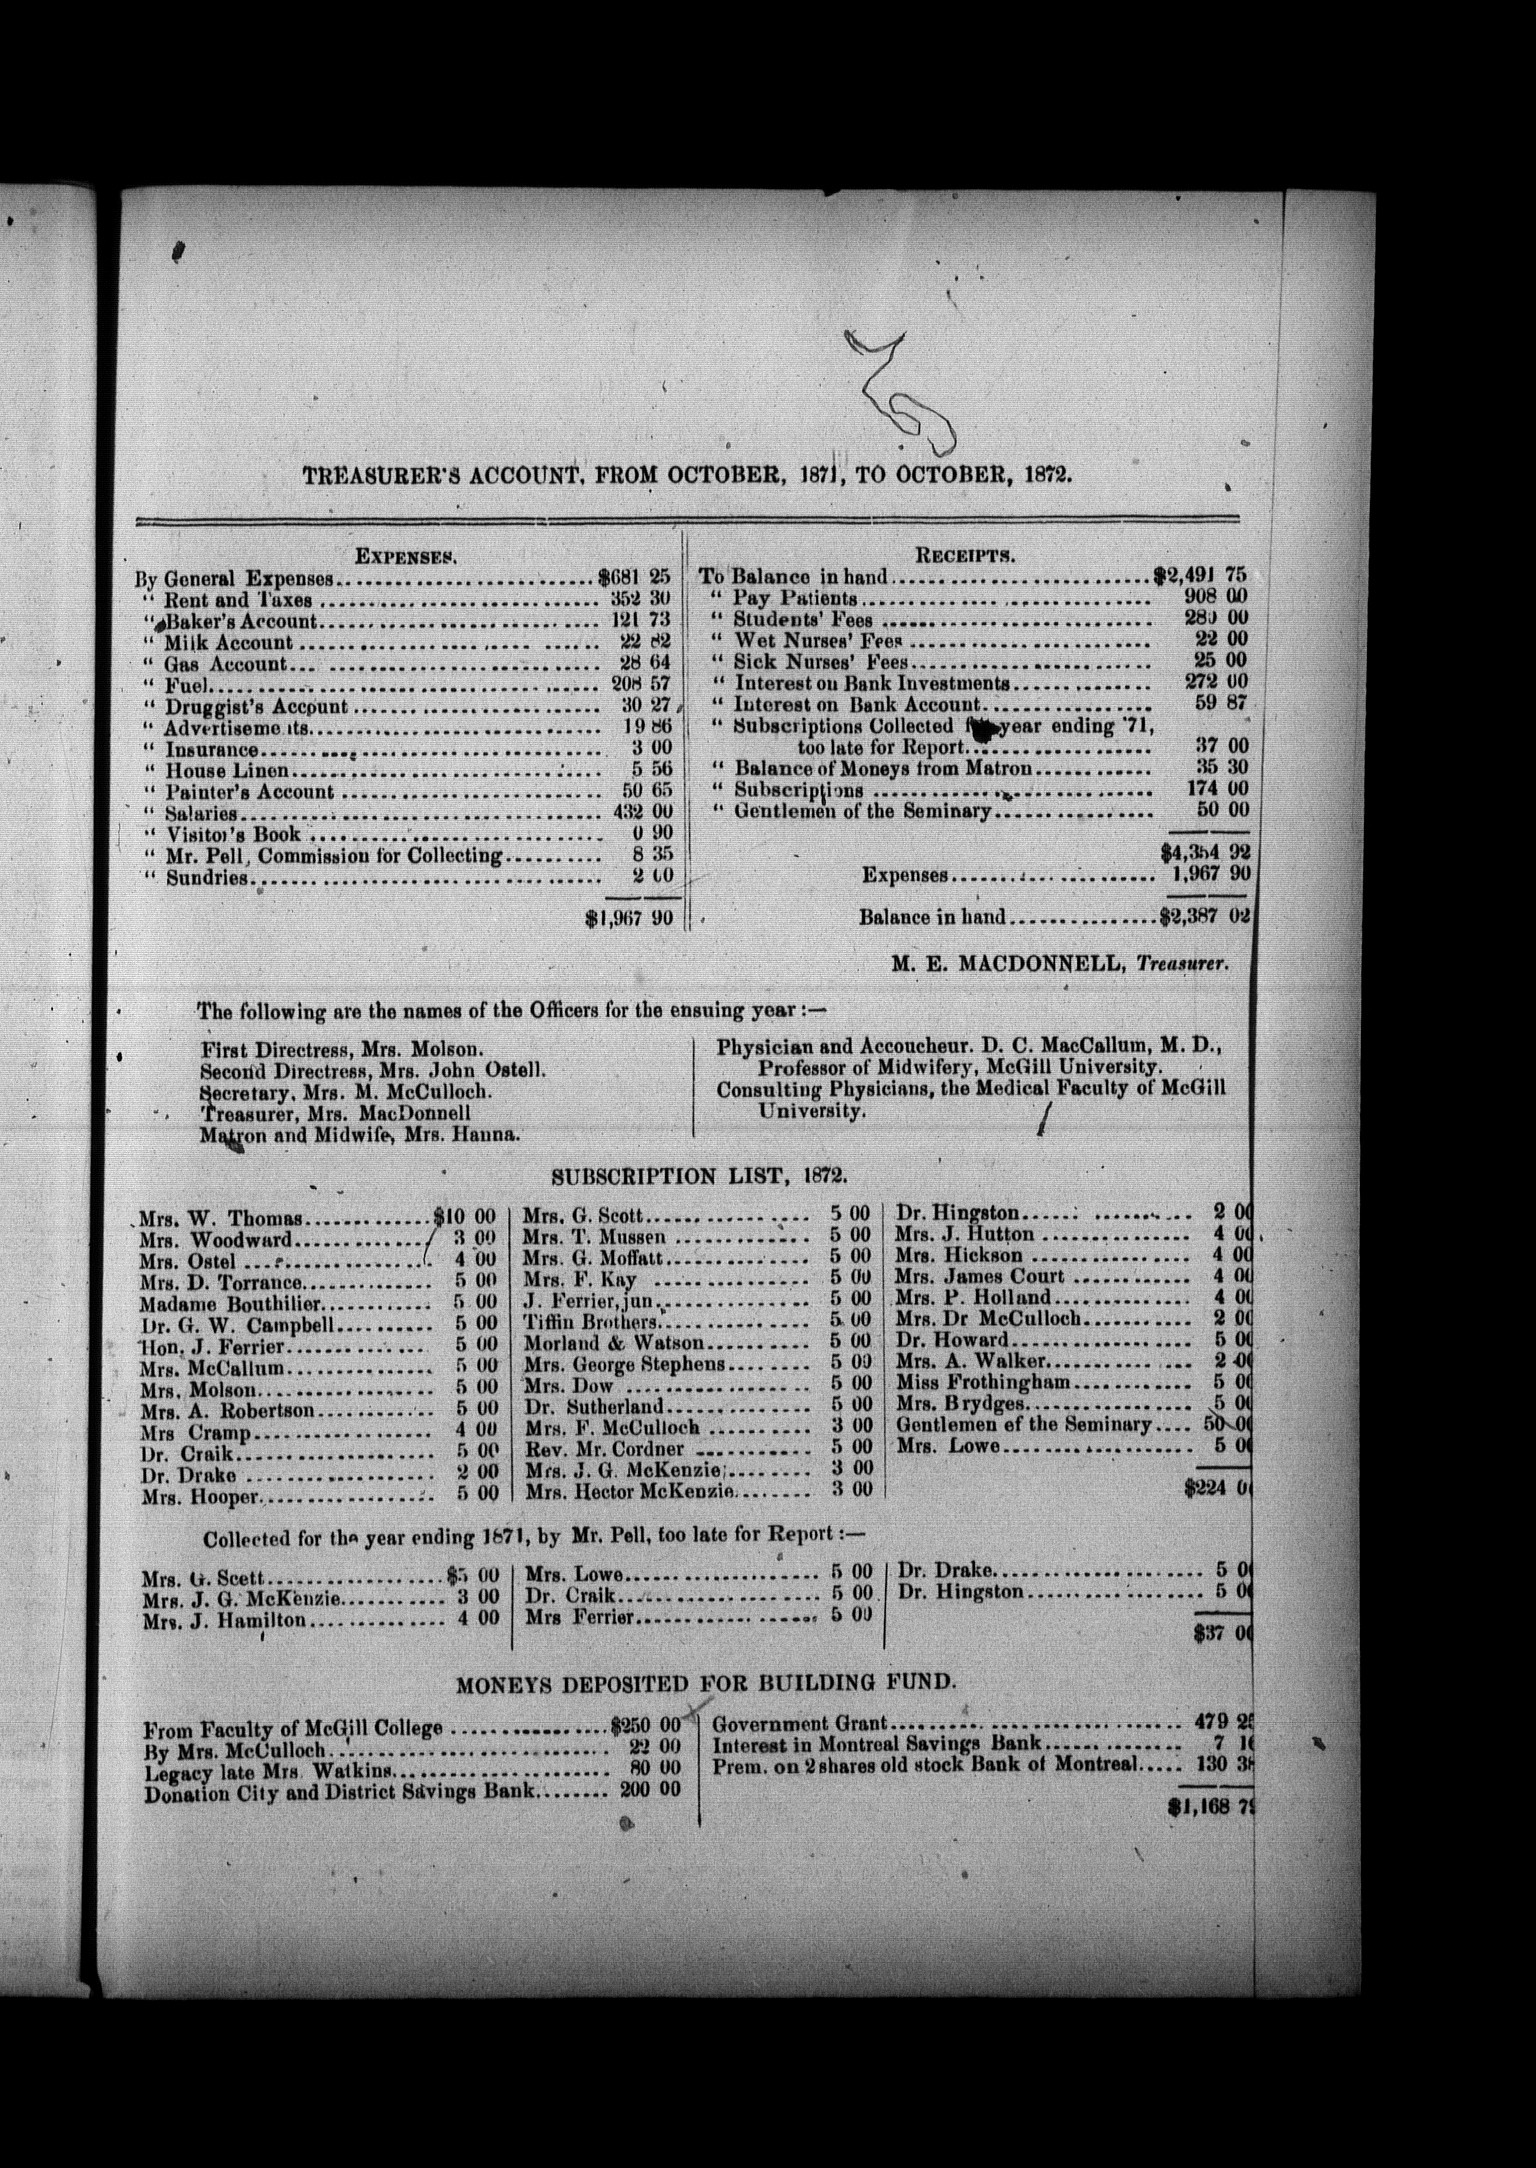 TREASURER'S ACCOUNT, FROM OCTOBER, 1871, TO OCTOBER, 1872.
EXPENSES.
By General Expenses $681 25
" Rent and Taxes 352 30
" Baker's Account 121 73
" Milk Account 22 82
" Gas Account 28 64
" Fuel 208 57
" Druggist's Account 30 27
" Advertiseme its 19 86
" Insurance 3 00
" House Linen 5 56
" Painter's Account 50 65
" Salaries 432 00
" Visitor's Book 0 90
" Mr. Pell, Commission for Collecting 8 35
" Sundries 2 00
$1,967 90
RECEIPTS.
To Balance in hand $2,491 75
" Pay Patients 908 00
" Students' Fees 280 00
" Wet Nurses' Fees 22 00
" Sick Nurses' Fees 25 00
" Interest on Bank Investments 272 00
" Interest on Bank Account 59 87
" Subscriptions Collected year ending '71,
too late for Report 37 00
" Balance of Moneys from Matron 35 30
" Subscriptions 174 00
" Gentlemen of the Seminary 50 00
$4,354 92
Expenses 1,967 90
Balance in hand $2,387 02
M. E. MACDONNELL, Treasurer.
The following are the names of the Officers for the ensuing year :—
First Directress, Mrs. Molson.
Second Directress, Mrs. John Ostell.
Secretary, Mrs. M. McCulloch.
Treasurer, Mrs. MacDonnell
Matron and Midwife, Mrs. Hanna.
Physician and Accoucheur. D. C. MacCallum, M. D.,
Professor of Midwifery, McGill University.
Consulting Physicians, the Medical Faculty of McGill
University.
SUBSCRIPTION LIST, 1872.
Mrs. W. Thomas $10 00
Mrs. Woodward 3 00
Mrs. Ostel 4 00
Mrs. D. Torrance 5 00
Madame Bouthilier 5 00
Dr. G. W. Campbell 5 00
Hon. J. Ferrier 5 00
Mrs. McCallum 5 00
Mrs. Molson 5 00
Mrs. A. Robertson 5 00
Mrs Cramp 4 00
Dr. Craik 5 00
Dr. Drake 2 00
Mrs. Hooper 5 00
Mrs. G. Scott 5 00
Mrs. T. Mussen 5 00
Mrs. G. Moffatt 5 00
Mrs. F. Kay 5 00
J. Ferrier, jun 5 00
Tiffin Brothers 5 00
Morland & Watson 5 00
Mrs. George Stephens 5 00
Mrs. Dow 5 00
Dr. Sutherland 5 00
Mrs. F. McCulloch 3 00
Rev. Mr. Cordner 5 00
Mrs. J. G. McKenzie 3 00
Mrs. Hector McKenzie 3 00
Dr. Hingston 2 00
Mrs. J. Hutton 4 00
Mrs. Hickson 4 00
Mrs. James Court 4 00
Mrs. P. Holland 4 00
Mrs. Dr McCulloch 2 00
Dr. Howard 5 00
Mrs. A. Walker 2 00
Miss Frothingham 5 00
Mrs. Brydges 5 00
Gentlemen of the Seminary 50 00
Mrs. Lowe 5 00
$224 0
Collected for the year ending 1871, by Mr. Pell, too late for Report :—
Mrs. G. Scett $5 00
Mrs. J. G. McKenzie 3 00
Mrs. J. Hamilton 4 00
Mrs. Lowe 5 00
Dr. Craik 5 00
Mrs Ferrier 5 00
Dr. Drake 5 0
Dr. Hingston 5 0
$37 00
MONEYS DEPOSITED FOR BUILDING FUND.
From Faculty of McGill College $250 00
By Mrs. McCulloch 22 00
Legacy late Mrs. Watkins 80 00
Donation City and District Savings Bank 200 00
Government Grant 479 25
Interest in Montreal Savings Bank 7 16
Prem. on 2 shares old stock Bank of Montreal 130 38
$1,168 79